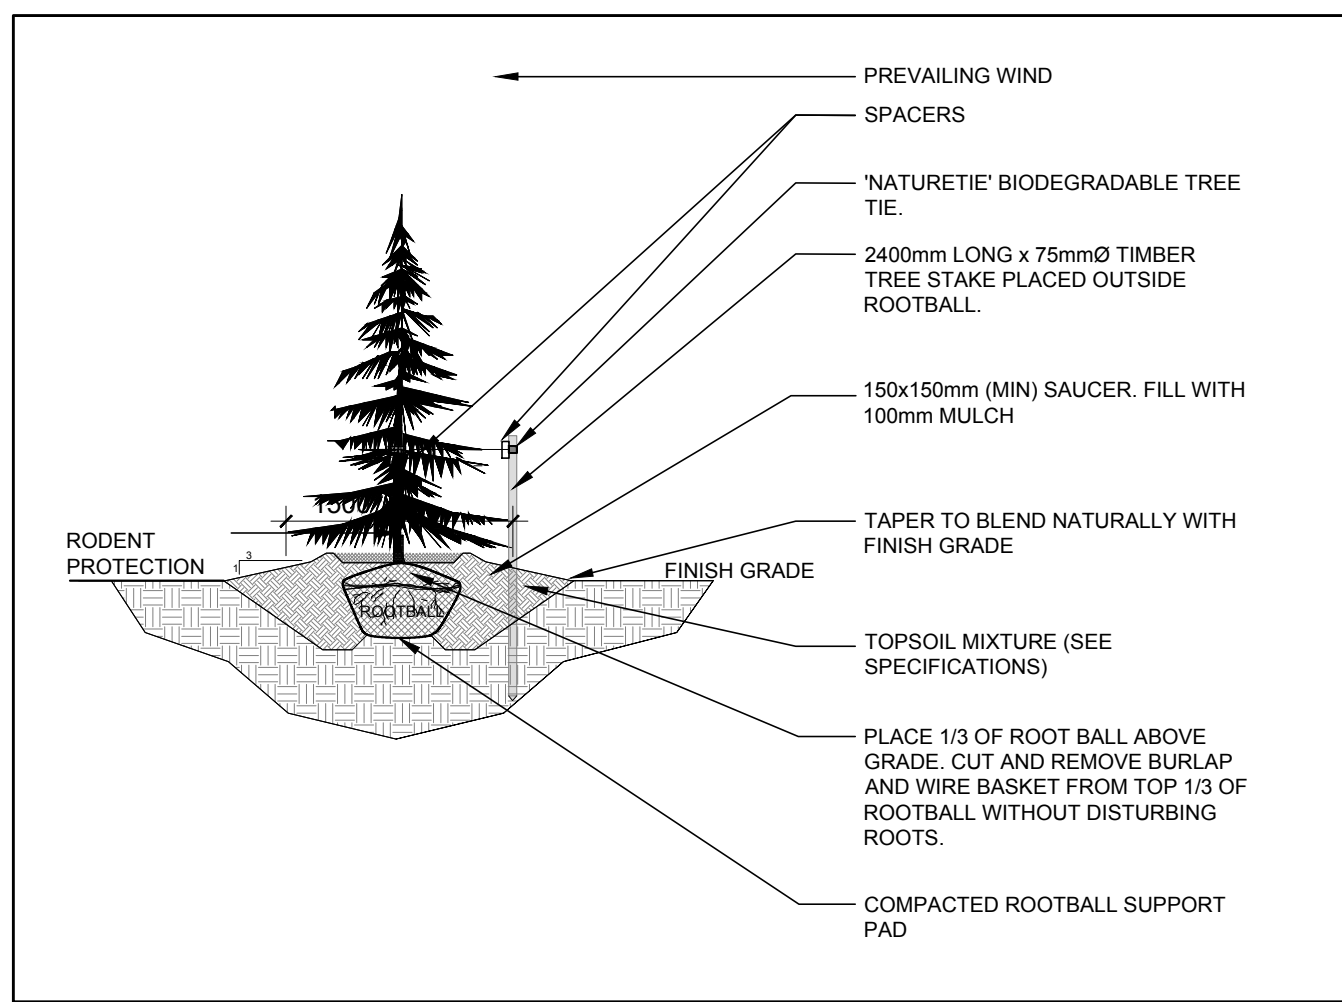 PREVAILING WIND
SPACERS
'NATURETIE' BIODEGRADABLE TREE
TIE.
2400mm LONG x 75mmØ TIMBER
TREE STAKE PLACED OUTSIDE
ROOTBALL.
150x150mm (MIN) SAUCER. FILL WITH
100mm MULCH
1500
TAPER TO BLEND NATURALLY WITH
FINISH GRADE
RODENT
PROTECTION
3
1
FINISH GRADE
ROOTBALL
TOPSOIL MIXTURE (SEE
SPECIFICATIONS)
PLACE 1/3 OF ROOT BALL ABOVE
GRADE. CUT AND REMOVE BURLAP
AND WIRE BASKET FROM TOP 1/3 OF
ROOTBALL WITHOUT DISTURBING
ROOTS.
COMPACTED ROOTBALL SUPPORT
PAD